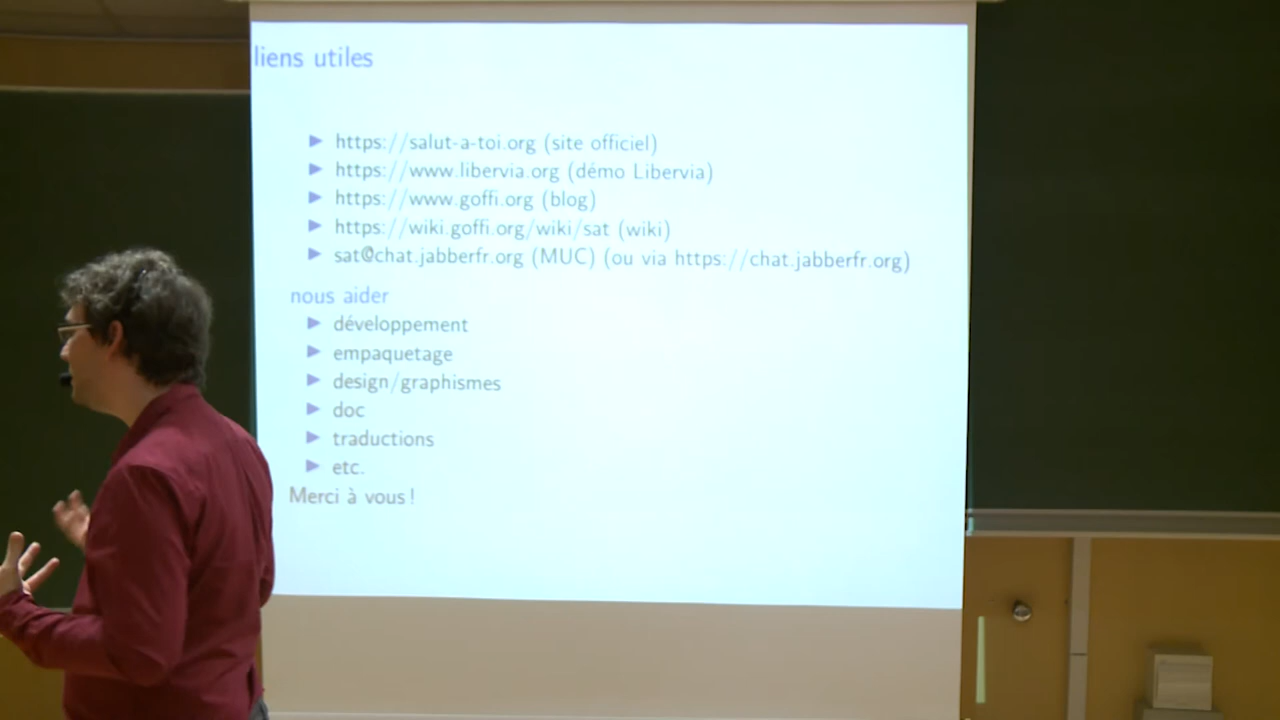 liens utiles
▶ https://salut-a-toi.org (site officiel)
▶ https://www.libervia.org (démo Libervia)
▶ https://www.goffi.org (blog)
▶ https://wiki.goffi.org/wiki/sat (wiki)
▶ sat@chat.jabberfr.org (MUC) (ou via https://chat.jabberfr.org)
nous aider
▶ développement
▶ empaquetage
▶ design/graphismes
▶ doc
▶ traductions
▶ etc.
Merci à vous !